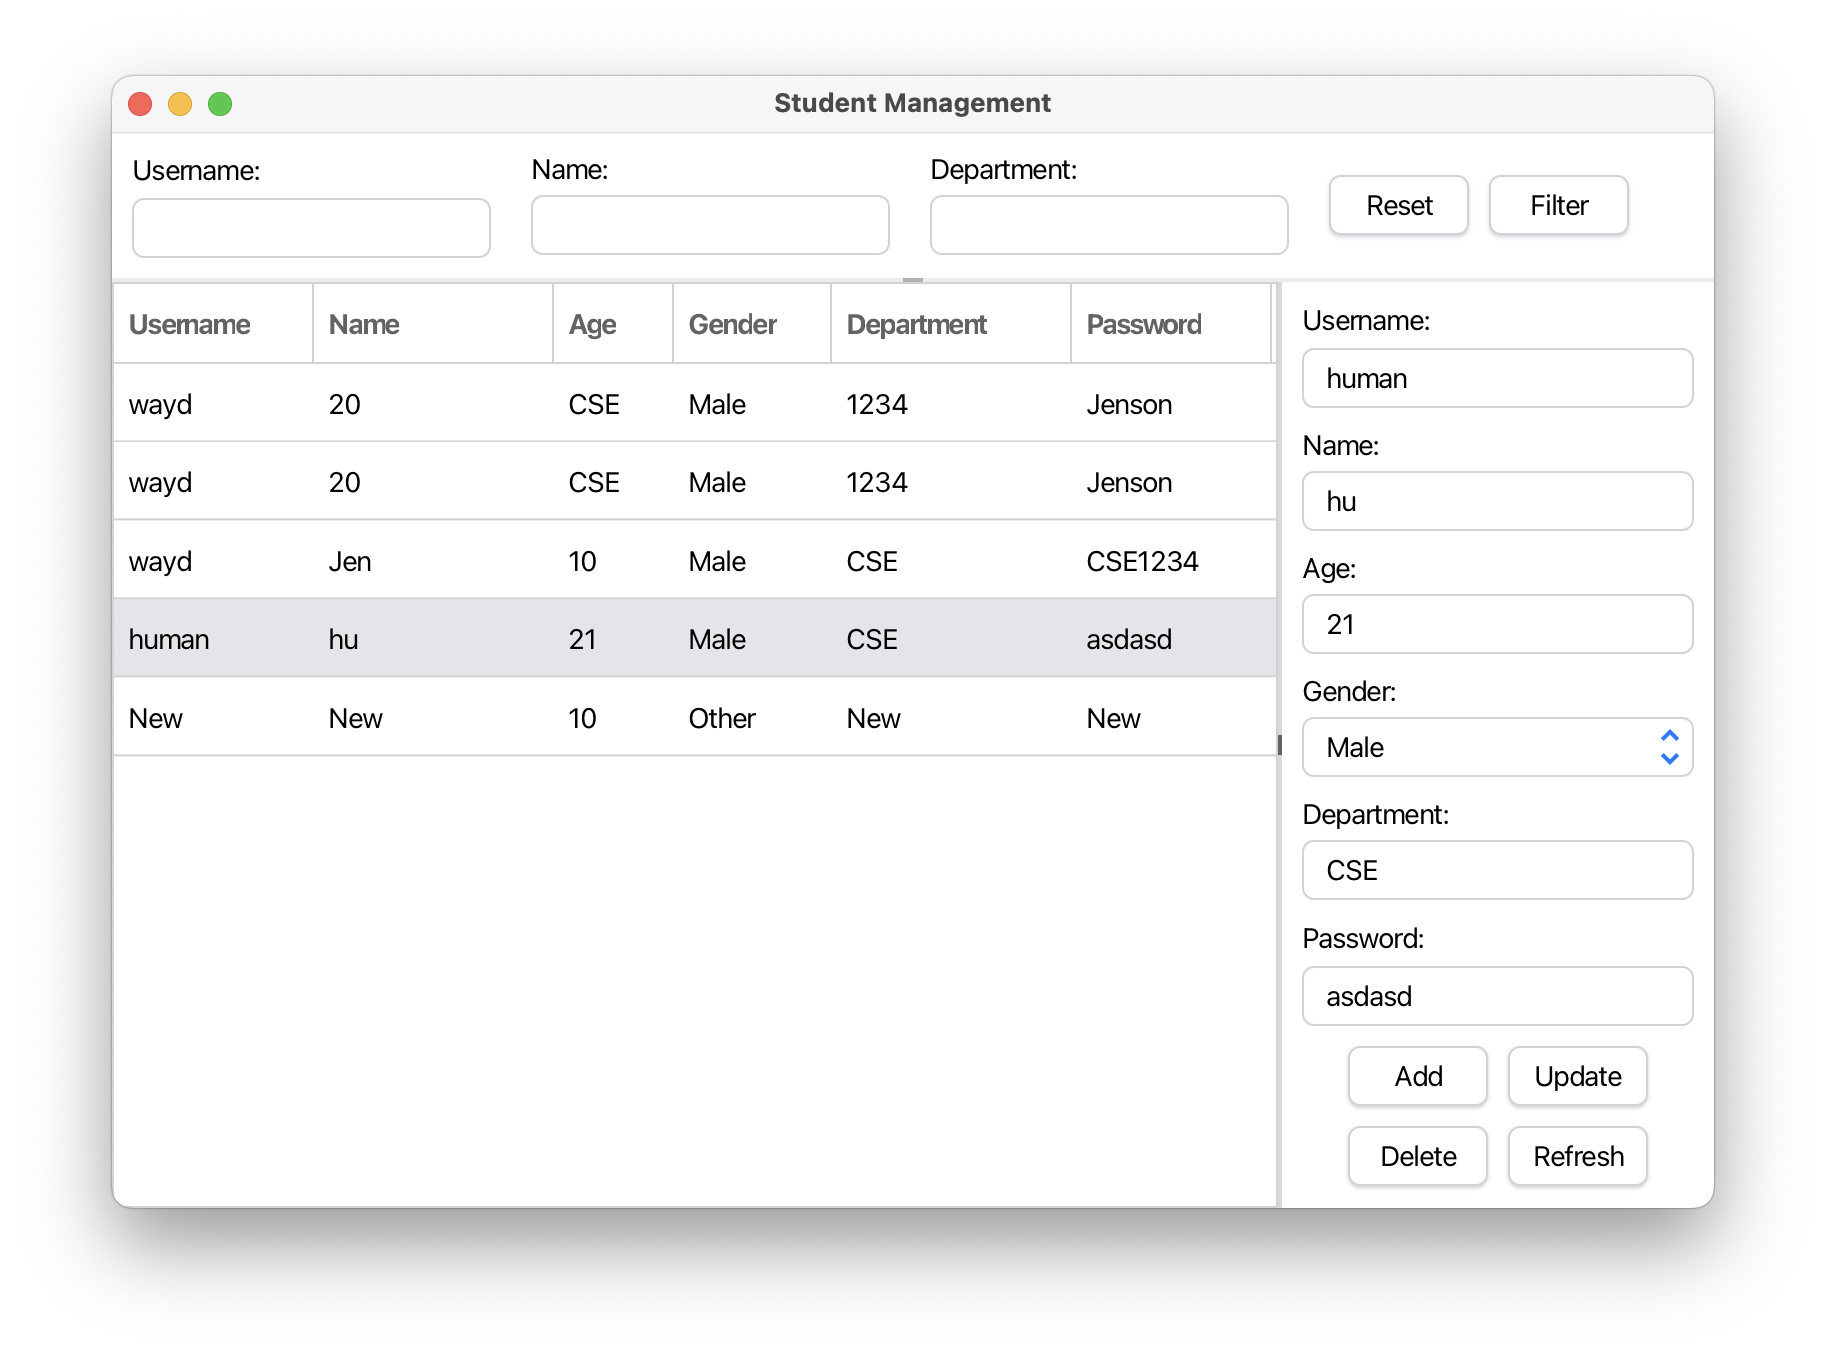 Student Management
Username: Name: Department:
Reset Filter
Username Name Age Gender Department Password
wayd 20 CSE Male 1234 Jenson
wayd 20 CSE Male 1234 Jenson
wayd Jen 10 Male CSE CSE1234
human hu 21 Male CSE asdasd
New New 10 Other New New
Username:
human
Name:
hu
Age:
21
Gender:
Male
Department:
CSE
Password:
asdasd
Add Update
Delete Refresh